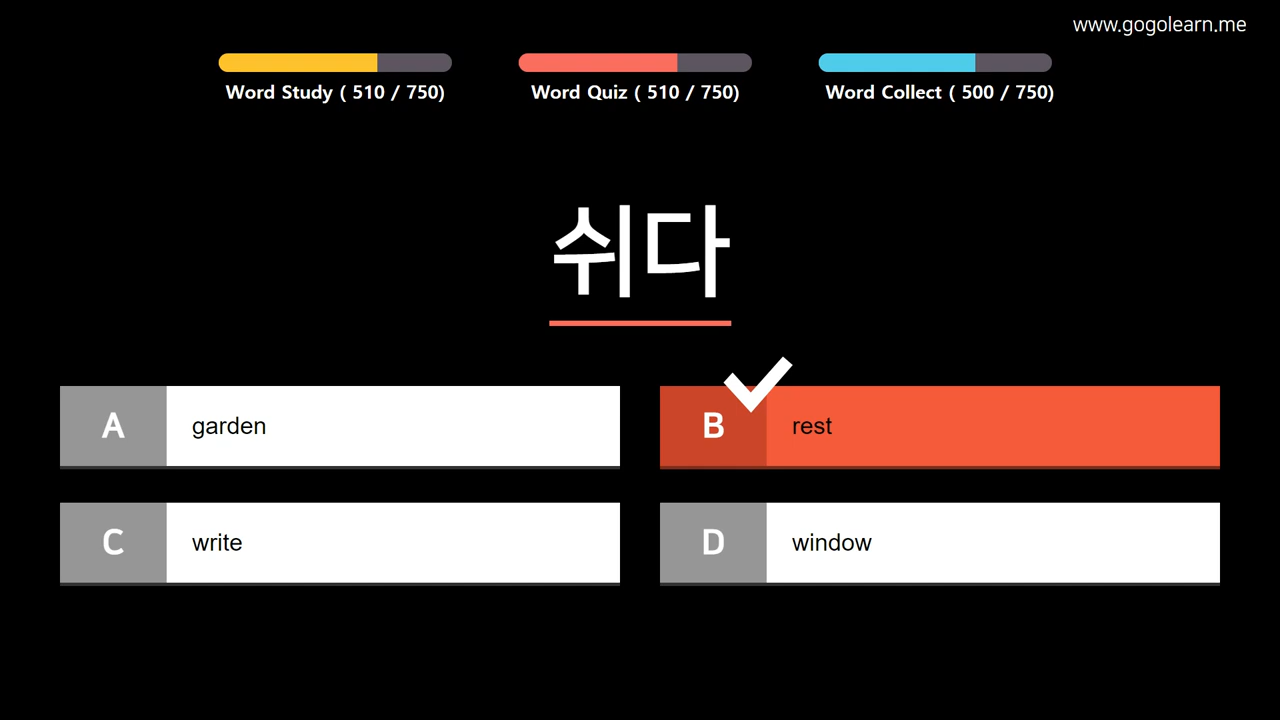 www.gogolearn.me
Word Study ( 510 / 750)
Word Quiz ( 510 / 750)
Word Collect ( 500 / 750)
쉬다
A garden
B rest
C write
D window